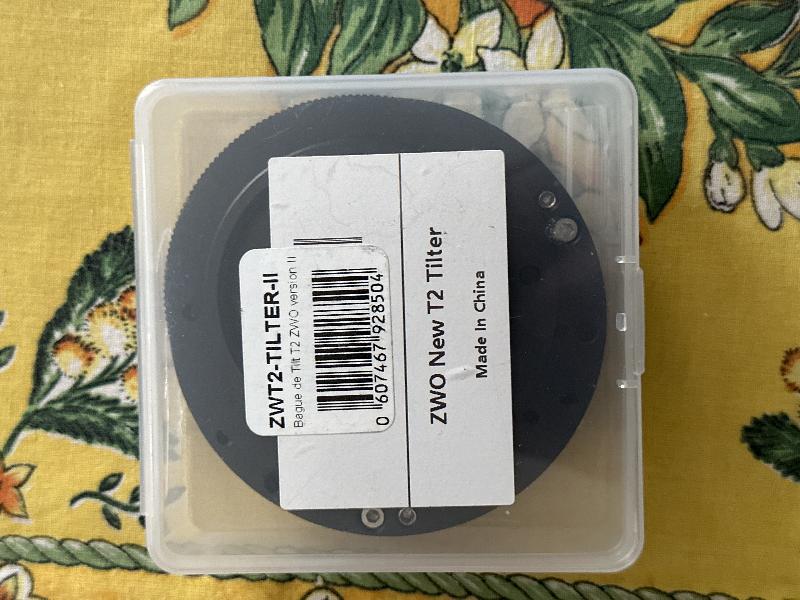 ZWT2-TILTER-II
Bague de Tilt T2 ZWO version II
0 607467 928504
ZWO New T2 Tilter
Made In China